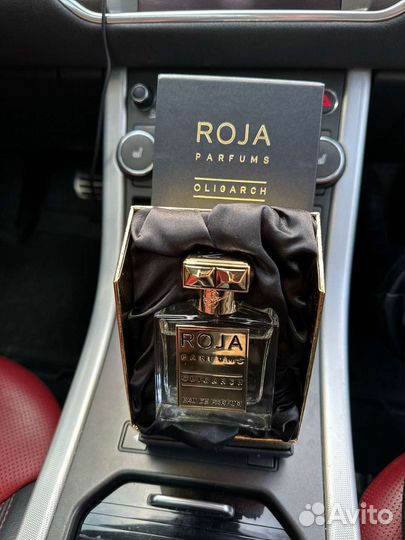 ROJA
PARFUMS
OLIGARCH
ROJA
PARFUMS
OLIGARCH
EAU DE PARFUM
Avito